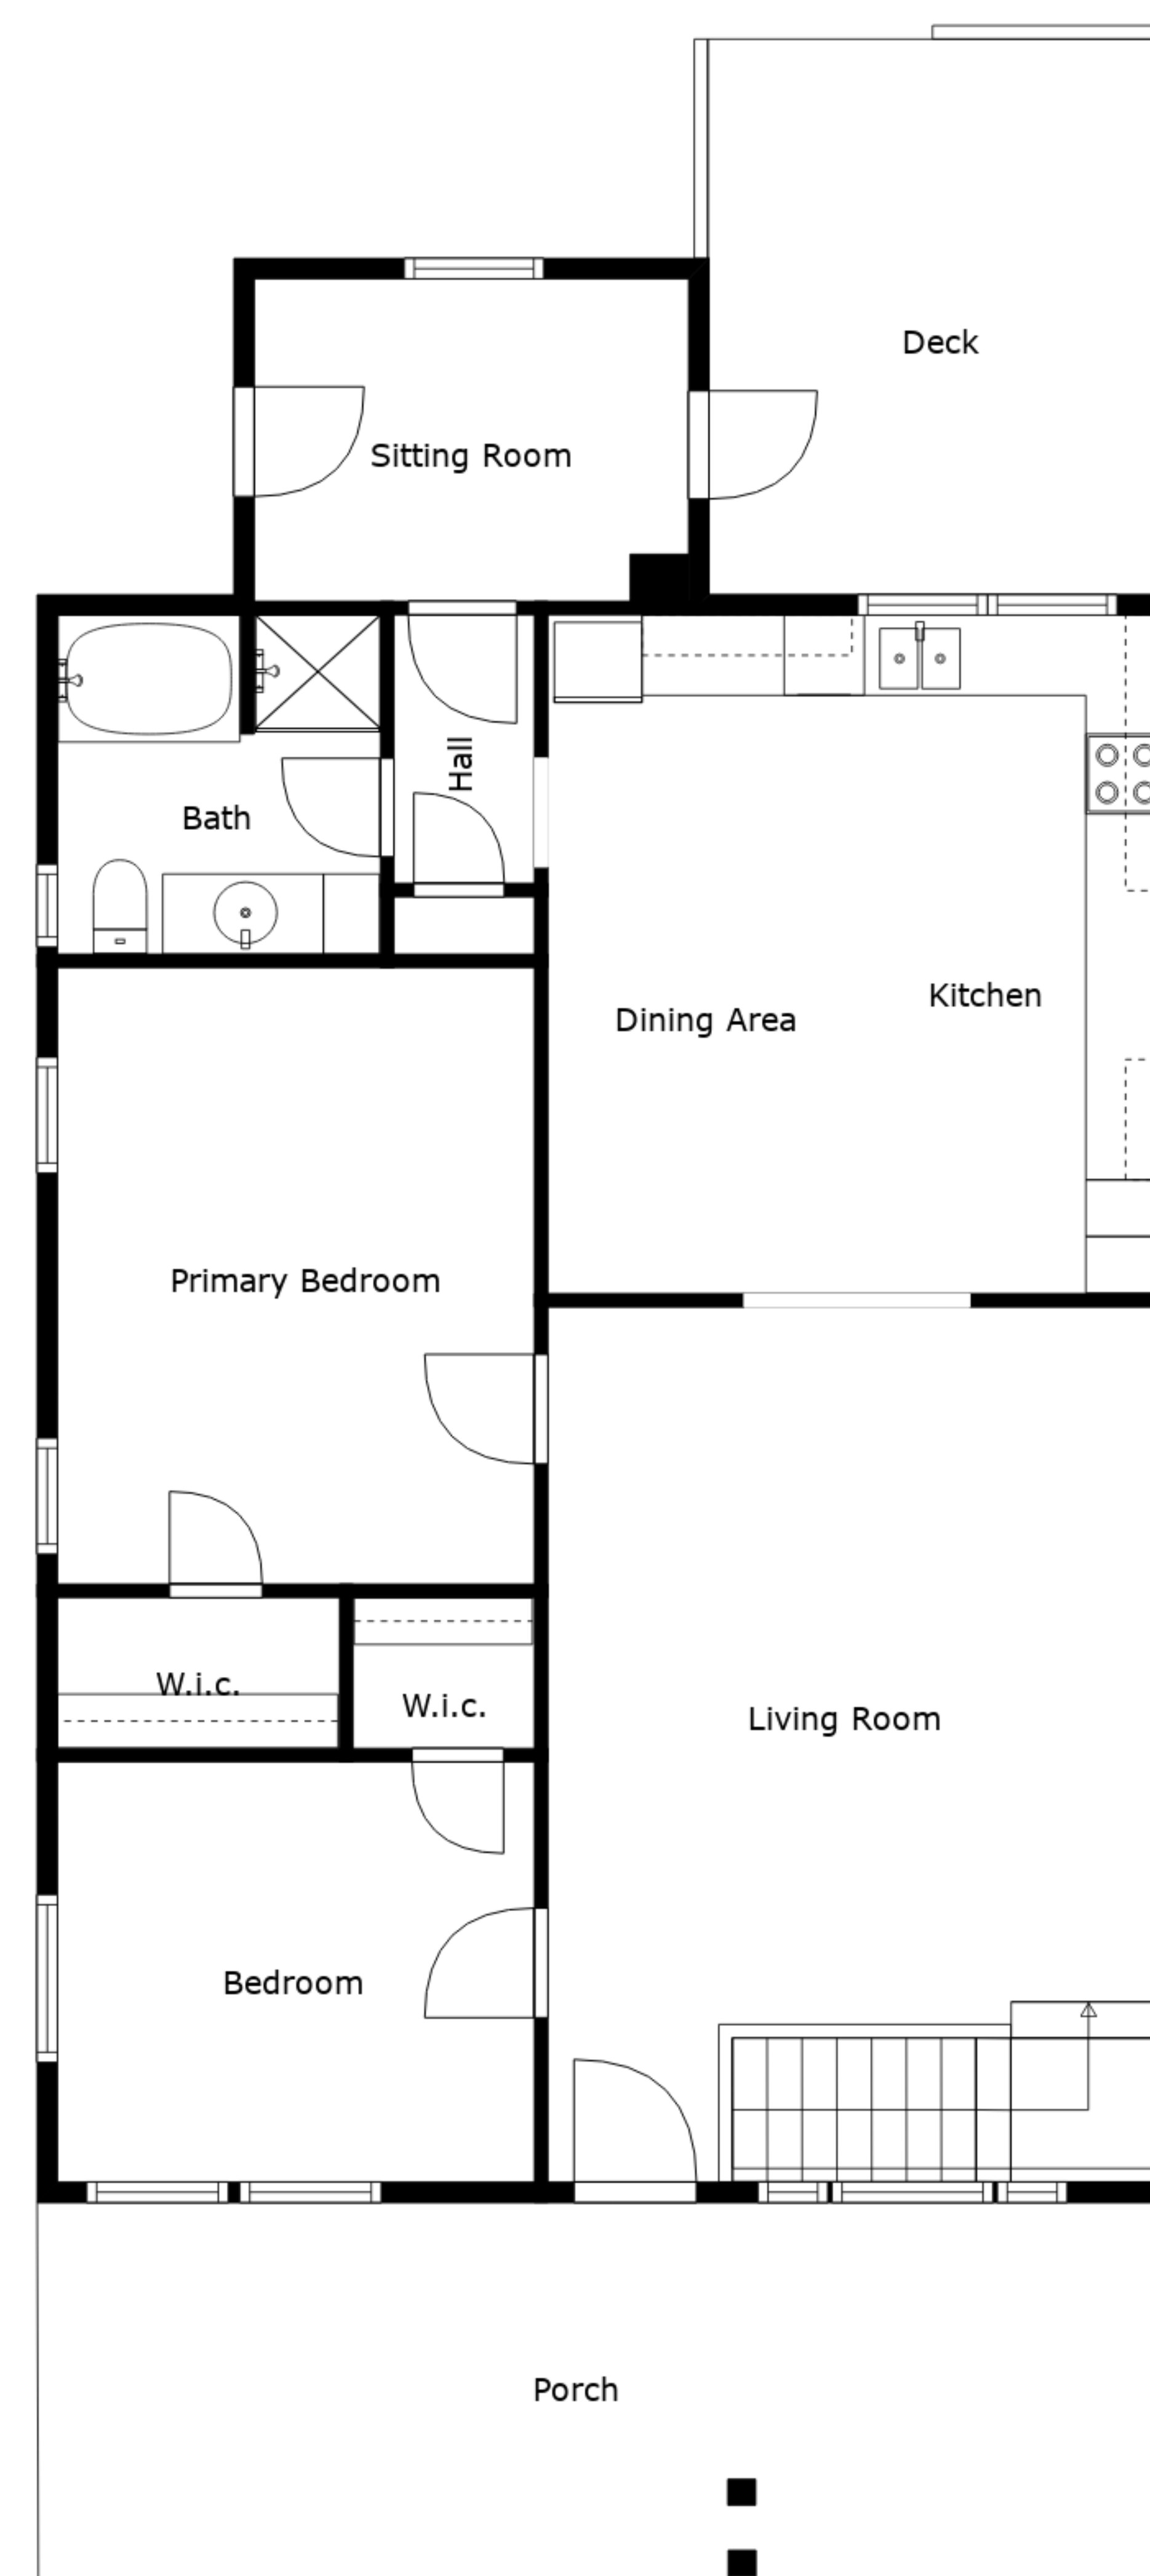 Deck
Sitting Room
Hall
Bath
Kitchen
Dining Area
Primary Bedroom
W.i.c.
W.i.c.
Living Room
Bedroom
Porch